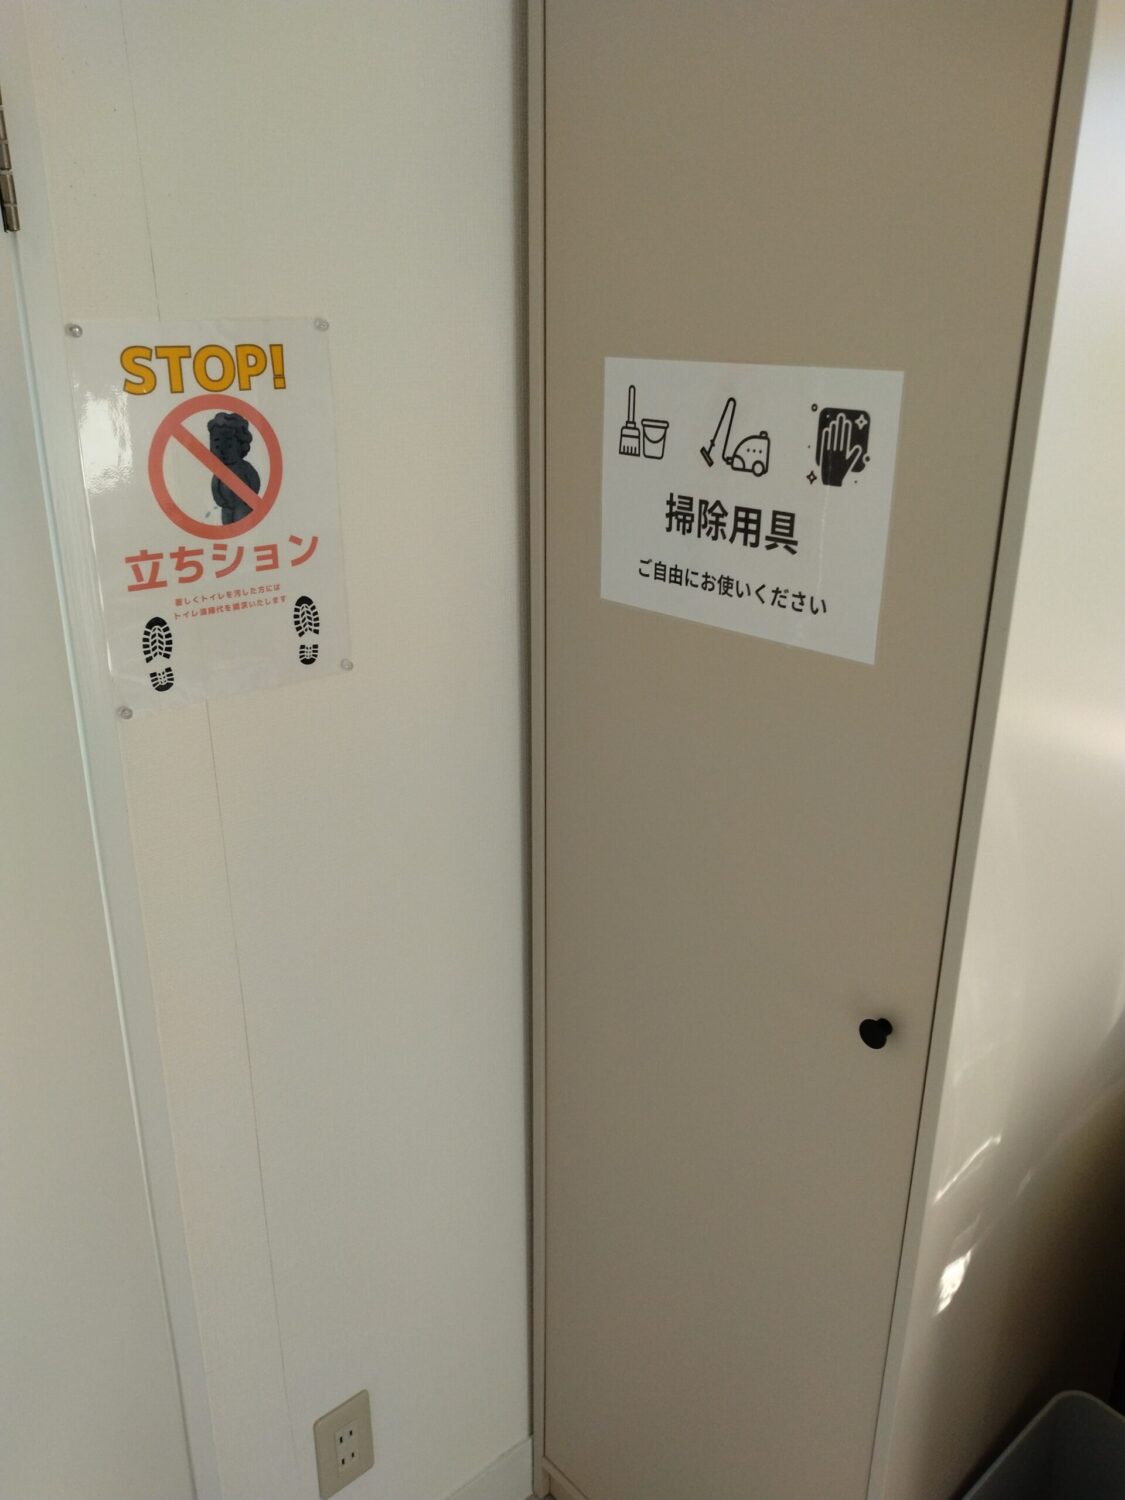 STOP!
立ちション
著しくトイレを汚した方には
トイレ清掃代を請求いたします
掃除用具
ご自由にお使いください